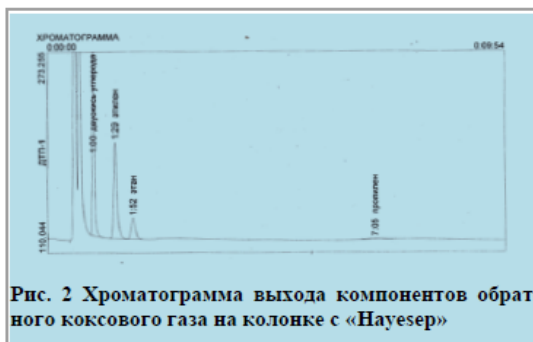 ХРОМАТОГРАММА
0:00:00
0:09:54
273.255
ДТП-1
110.044
1:00 двуокись углерода
1:29 этилен
1:52 этан
7:05 пропилен
Рис. 2 Хроматограмма выхода компонентов обрат
ного коксового газа на колонке с «Hayesep»